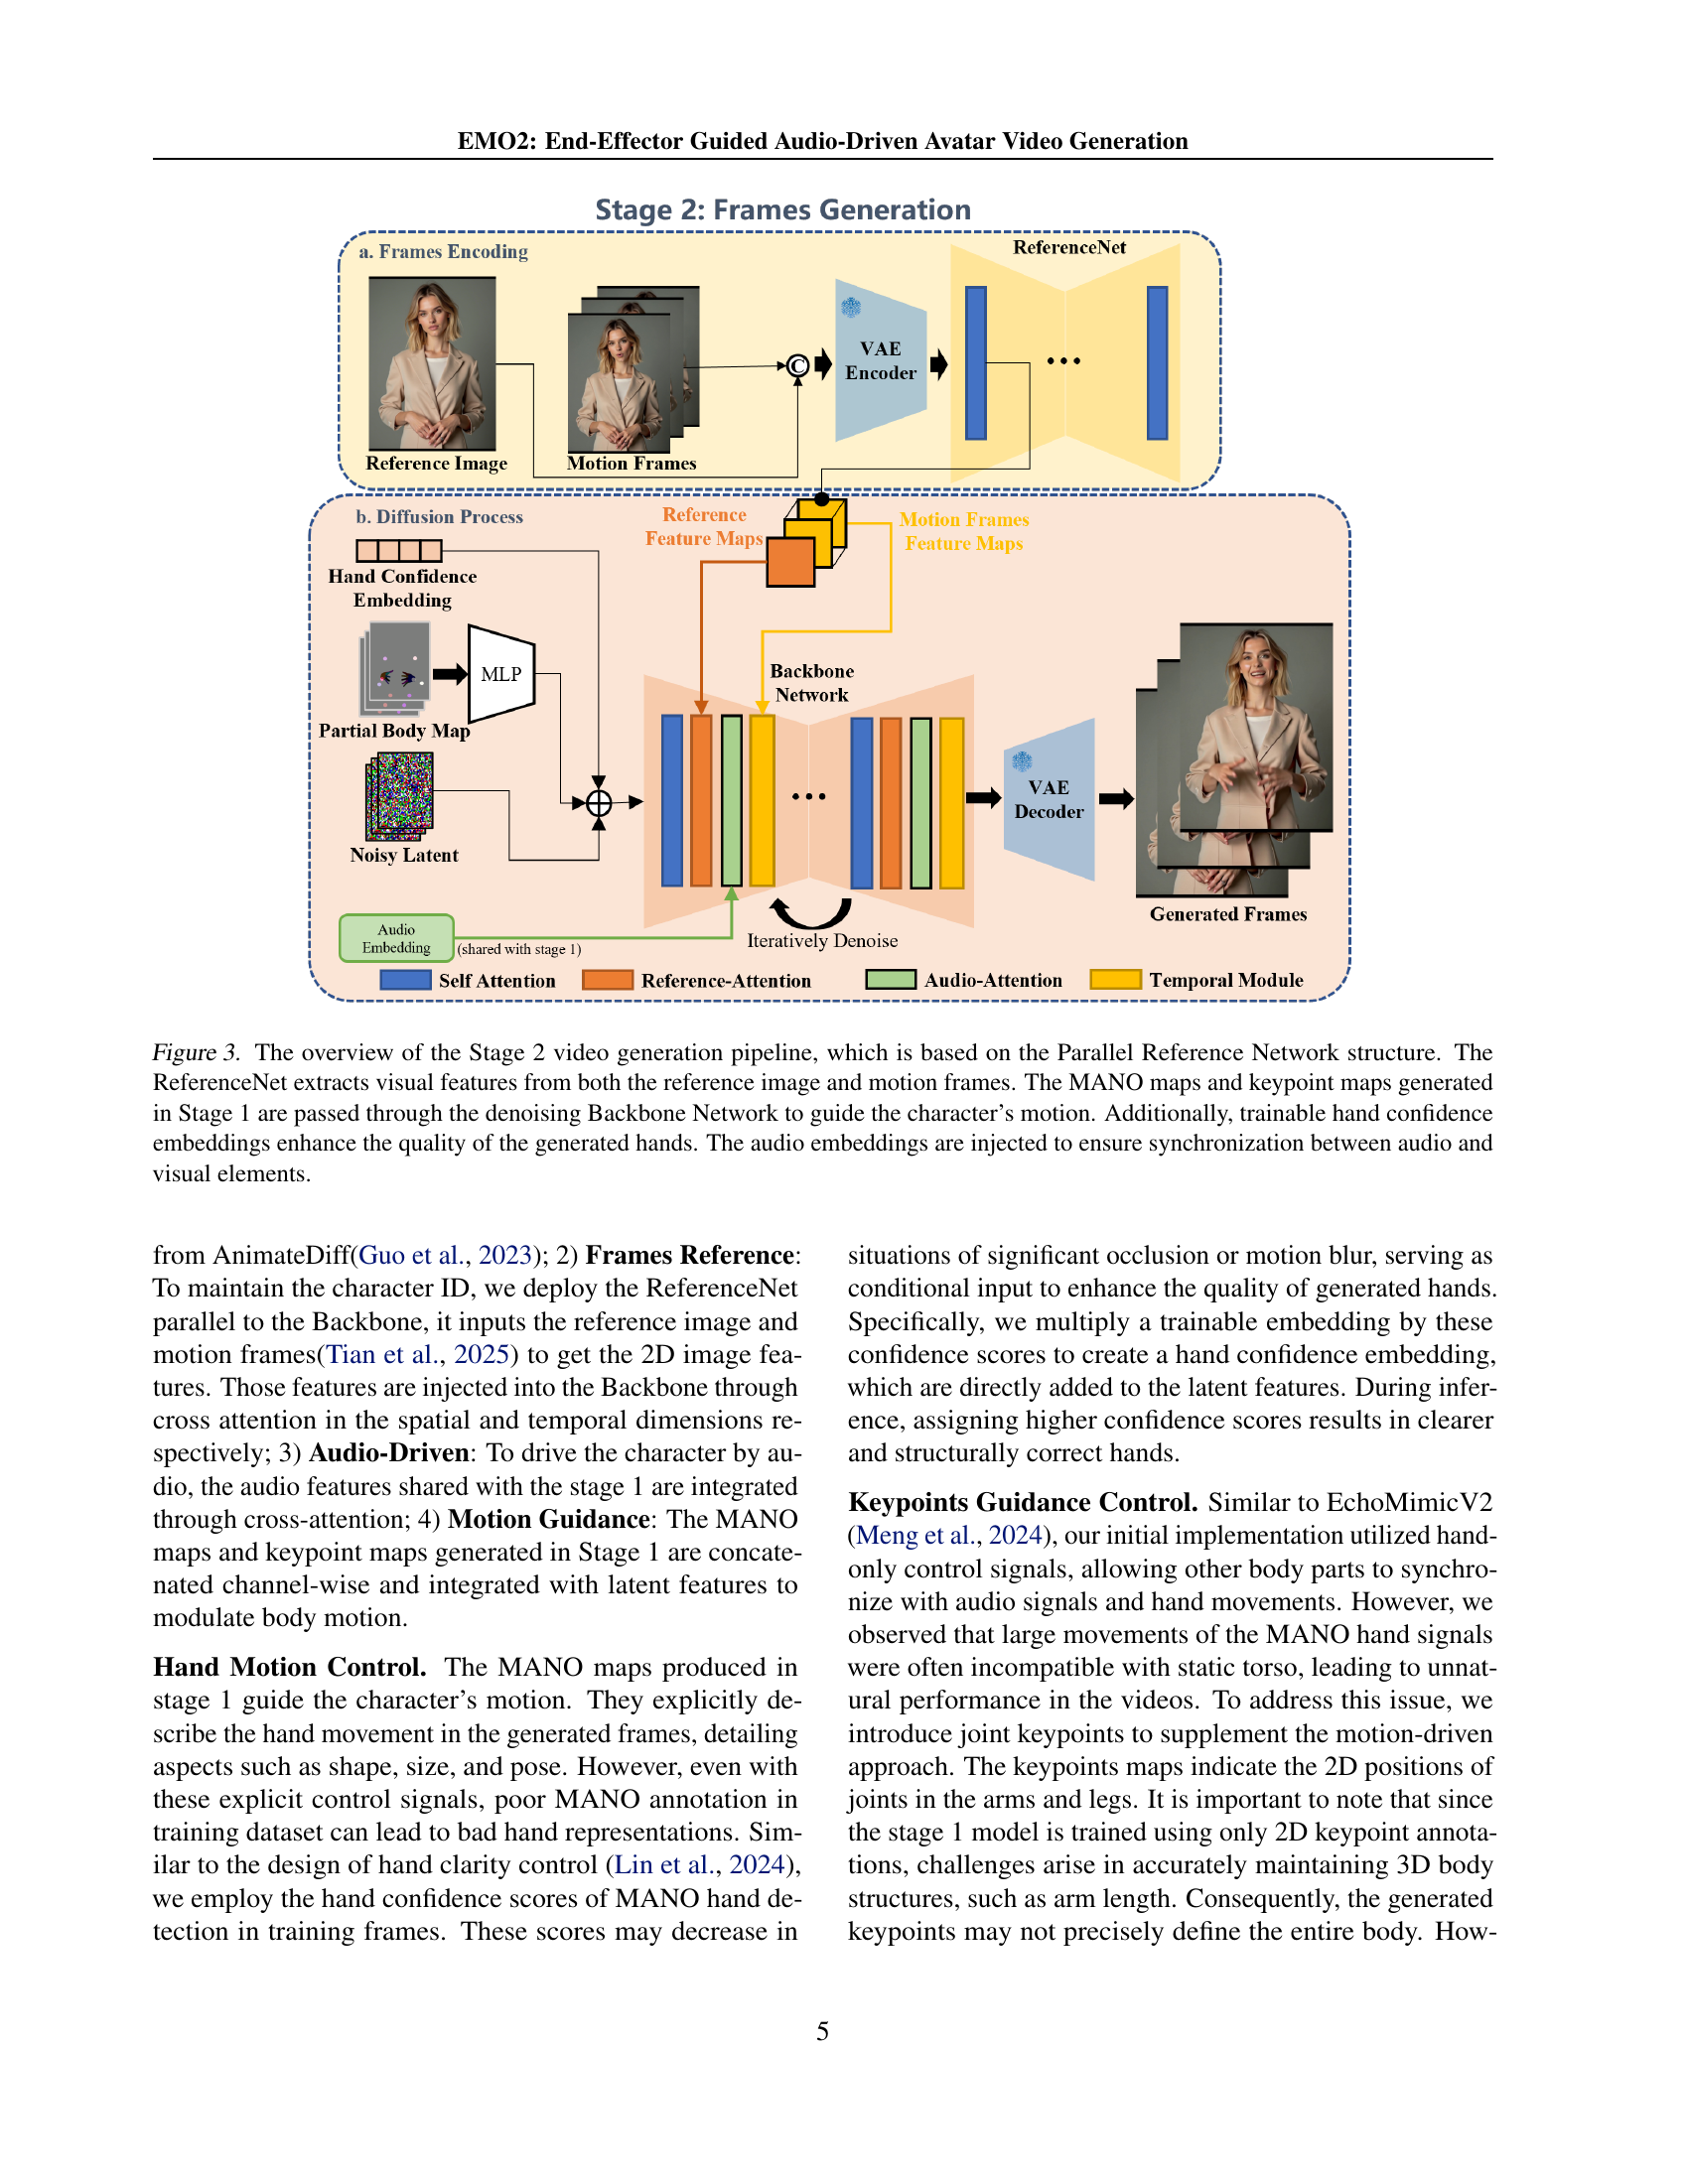 EMO2: End-Effector Guided Audio-Driven Avatar Video Generation
Stage 2: Frames Generation
a. Frames Encoding
ReferenceNet
VAE
Encoder
C
Reference Image
Motion Frames
b. Diffusion Process
Reference
Feature Maps
Motion Frames
Feature Maps
Hand Confidence
Embedding
MLP
Partial Body Map
Backbone
Network
VAE
Decoder
Noisy Latent
Generated Frames
Audio
Embedding
(shared with stage 1)
Iteratively Denoise
Self Attention
Reference-Attention
Audio-Attention
Temporal Module
Figure 3. The overview of the Stage 2 video generation pipeline, which is based on the Parallel Reference Network structure. The
ReferenceNet extracts visual features from both the reference image and motion frames. The MANO maps and keypoint maps generated
in Stage 1 are passed through the denoising Backbone Network to guide the character's motion. Additionally, trainable hand confidence
embeddings enhance the quality of the generated hands. The audio embeddings are injected to ensure synchronization between audio and
visual elements.
from AnimateDiff(Guo et al., 2023); 2) Frames Reference:
To maintain the character ID, we deploy the ReferenceNet
parallel to the Backbone, it inputs the reference image and
motion frames(Tian et al., 2025) to get the 2D image fea-
tures. Those features are injected into the Backbone through
cross attention in the spatial and temporal dimensions re-
spectively; 3) Audio-Driven: To drive the character by au-
dio, the audio features shared with the stage 1 are integrated
through cross-attention; 4) Motion Guidance: The MANO
maps and keypoint maps generated in Stage 1 are concate-
nated channel-wise and integrated with latent features to
modulate body motion.
Hand Motion Control. The MANO maps produced in
stage 1 guide the character's motion. They explicitly de-
scribe the hand movement in the generated frames, detailing
aspects such as shape, size, and pose. However, even with
these explicit control signals, poor MANO annotation in
training dataset can lead to bad hand representations. Sim-
ilar to the design of hand clarity control (Lin et al., 2024),
we employ the hand confidence scores of MANO hand de-
tection in training frames. These scores may decrease in
situations of significant occlusion or motion blur, serving as
conditional input to enhance the quality of generated hands.
Specifically, we multiply a trainable embedding by these
confidence scores to create a hand confidence embedding,
which are directly added to the latent features. During infer-
ence, assigning higher confidence scores results in clearer
and structurally correct hands.
Keypoints Guidance Control. Similar to EchoMimicV2
(Meng et al., 2024), our initial implementation utilized hand-
only control signals, allowing other body parts to synchro-
nize with audio signals and hand movements. However, we
observed that large movements of the MANO hand signals
were often incompatible with static torso, leading to unnat-
ural performance in the videos. To address this issue, we
introduce joint keypoints to supplement the motion-driven
approach. The keypoints maps indicate the 2D positions of
joints in the arms and legs. It is important to note that since
the stage 1 model is trained using only 2D keypoint annota-
tions, challenges arise in accurately maintaining 3D body
structures, such as arm length. Consequently, the generated
keypoints may not precisely define the entire body. How-
5